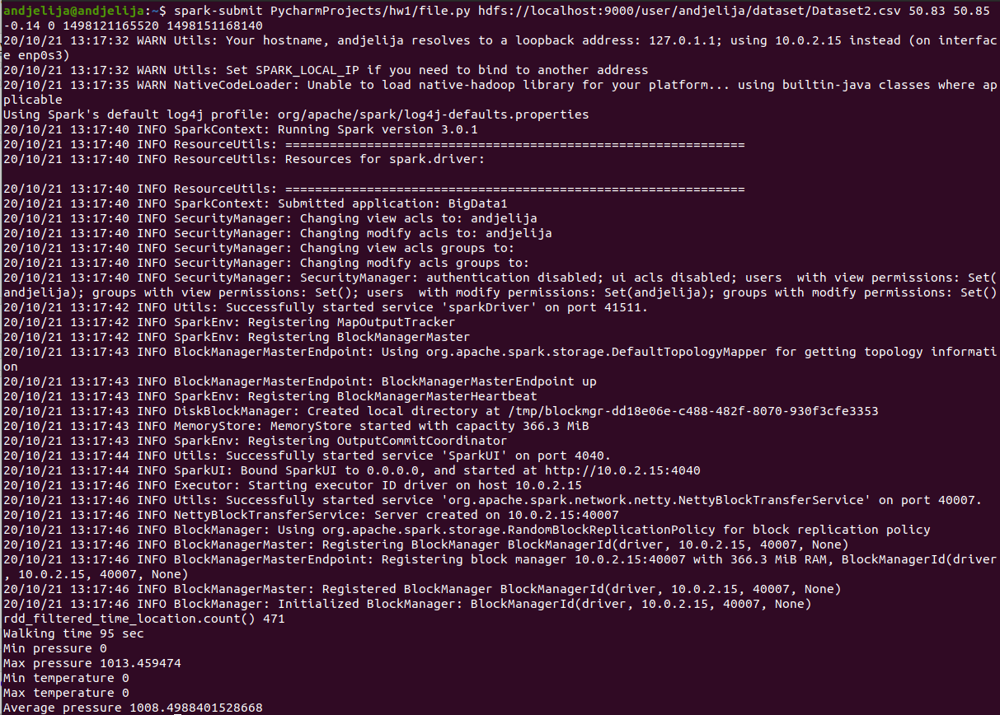 andjelija@andjelija:~$ spark-submit PycharmProjects/hw1/file.py hdfs://localhost:9000/user/andjelija/dataset/Dataset2.csv 50.83 50.85
-0.14 0 1498121165520 1498151168140
20/10/21 13:17:32 WARN Utils: Your hostname, andjelija resolves to a loopback address: 127.0.1.1; using 10.0.2.15 instead (on interfac
e enp0s3)
20/10/21 13:17:32 WARN Utils: Set SPARK_LOCAL_IP if you need to bind to another address
20/10/21 13:17:35 WARN NativeCodeLoader: Unable to load native-hadoop library for your platform... using builtin-java classes where ap
plicable
Using Spark's default log4j profile: org/apache/spark/log4j-defaults.properties
20/10/21 13:17:40 INFO SparkContext: Running Spark version 3.0.1
20/10/21 13:17:40 INFO ResourceUtils: ==============================================================
20/10/21 13:17:40 INFO ResourceUtils: Resources for spark.driver:
20/10/21 13:17:40 INFO ResourceUtils: ==============================================================
20/10/21 13:17:40 INFO SparkContext: Submitted application: BigData1
20/10/21 13:17:40 INFO SecurityManager: Changing view acls to: andjelija
20/10/21 13:17:40 INFO SecurityManager: Changing modify acls to: andjelija
20/10/21 13:17:40 INFO SecurityManager: Changing view acls groups to:
20/10/21 13:17:40 INFO SecurityManager: Changing modify acls groups to:
20/10/21 13:17:40 INFO SecurityManager: SecurityManager: authentication disabled; ui acls disabled; users  with view permissions: Set(
andjelija); groups with view permissions: Set(); users  with modify permissions: Set(andjelija); groups with modify permissions: Set()
20/10/21 13:17:42 INFO Utils: Successfully started service 'sparkDriver' on port 41511.
20/10/21 13:17:42 INFO SparkEnv: Registering MapOutputTracker
20/10/21 13:17:42 INFO SparkEnv: Registering BlockManagerMaster
20/10/21 13:17:43 INFO BlockManagerMasterEndpoint: Using org.apache.spark.storage.DefaultTopologyMapper for getting topology informati
on
20/10/21 13:17:43 INFO BlockManagerMasterEndpoint: BlockManagerMasterEndpoint up
20/10/21 13:17:43 INFO SparkEnv: Registering BlockManagerMasterHeartbeat
20/10/21 13:17:43 INFO DiskBlockManager: Created local directory at /tmp/blockmgr-dd18e06e-c488-482f-8070-930f3cfe3353
20/10/21 13:17:43 INFO MemoryStore: MemoryStore started with capacity 366.3 MiB
20/10/21 13:17:43 INFO SparkEnv: Registering OutputCommitCoordinator
20/10/21 13:17:44 INFO Utils: Successfully started service 'SparkUI' on port 4040.
20/10/21 13:17:44 INFO SparkUI: Bound SparkUI to 0.0.0.0, and started at http://10.0.2.15:4040
20/10/21 13:17:46 INFO Executor: Starting executor ID driver on host 10.0.2.15
20/10/21 13:17:46 INFO Utils: Successfully started service 'org.apache.spark.network.netty.NettyBlockTransferService' on port 40007.
20/10/21 13:17:46 INFO NettyBlockTransferService: Server created on 10.0.2.15:40007
20/10/21 13:17:46 INFO BlockManager: Using org.apache.spark.storage.RandomBlockReplicationPolicy for block replication policy
20/10/21 13:17:46 INFO BlockManagerMaster: Registering BlockManager BlockManagerId(driver, 10.0.2.15, 40007, None)
20/10/21 13:17:46 INFO BlockManagerMasterEndpoint: Registering block manager 10.0.2.15:40007 with 366.3 MiB RAM, BlockManagerId(driver
, 10.0.2.15, 40007, None)
20/10/21 13:17:46 INFO BlockManagerMaster: Registered BlockManager BlockManagerId(driver, 10.0.2.15, 40007, None)
20/10/21 13:17:46 INFO BlockManager: Initialized BlockManager: BlockManagerId(driver, 10.0.2.15, 40007, None)
rdd_filtered_time_location.count() 471
Walking time 95 sec
Min pressure 0
Max pressure 1013.459474
Min temperature 0
Max temperature 0
Average pressure 1008.4988401528668